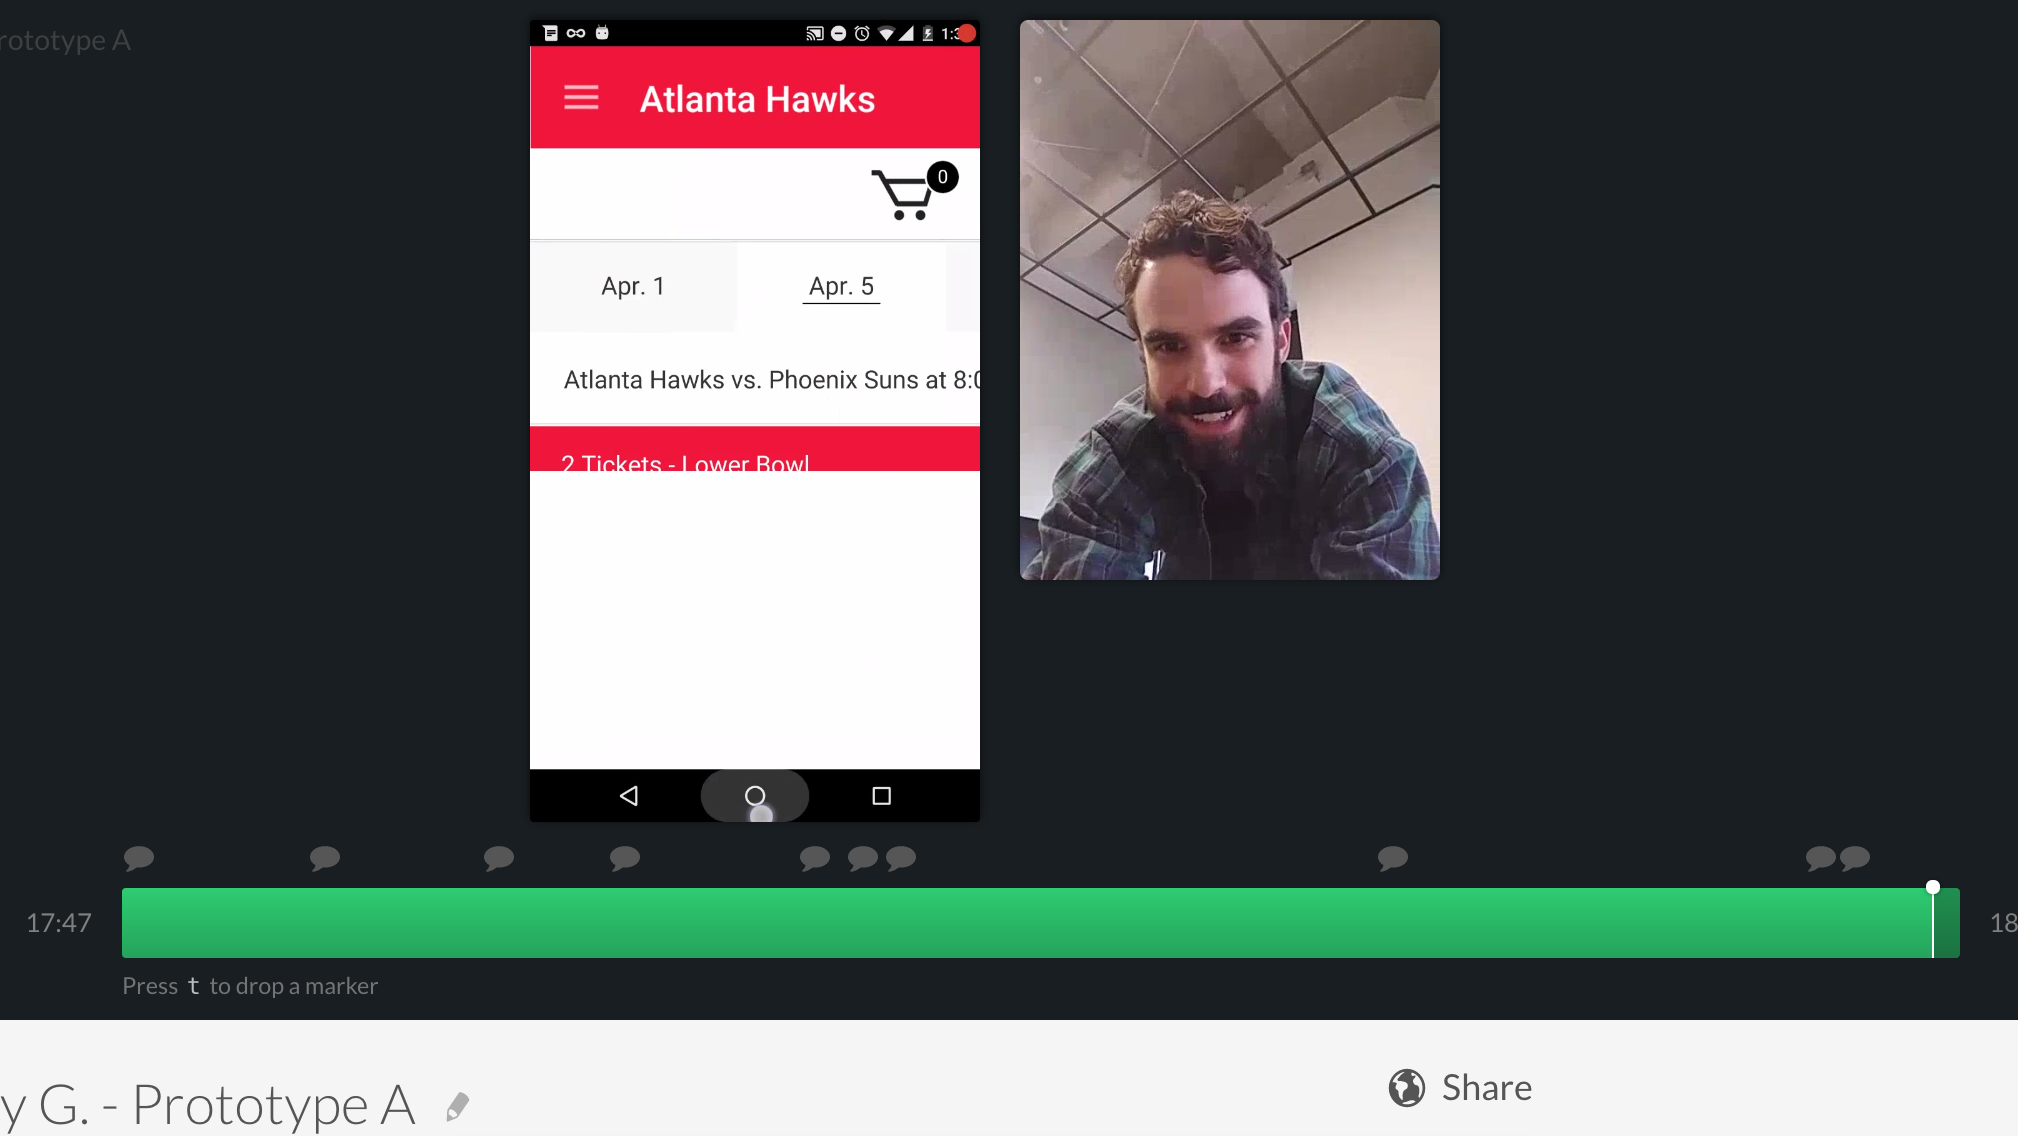 rototype A
1:3
Atlanta Hawks
0
Apr. 1
Apr. 5
Atlanta Hawks vs. Phoenix Suns at 8:0
2 Tickets - Lower Bowl
17:47
18
Press t to drop a marker
y G. - Prototype A
Share